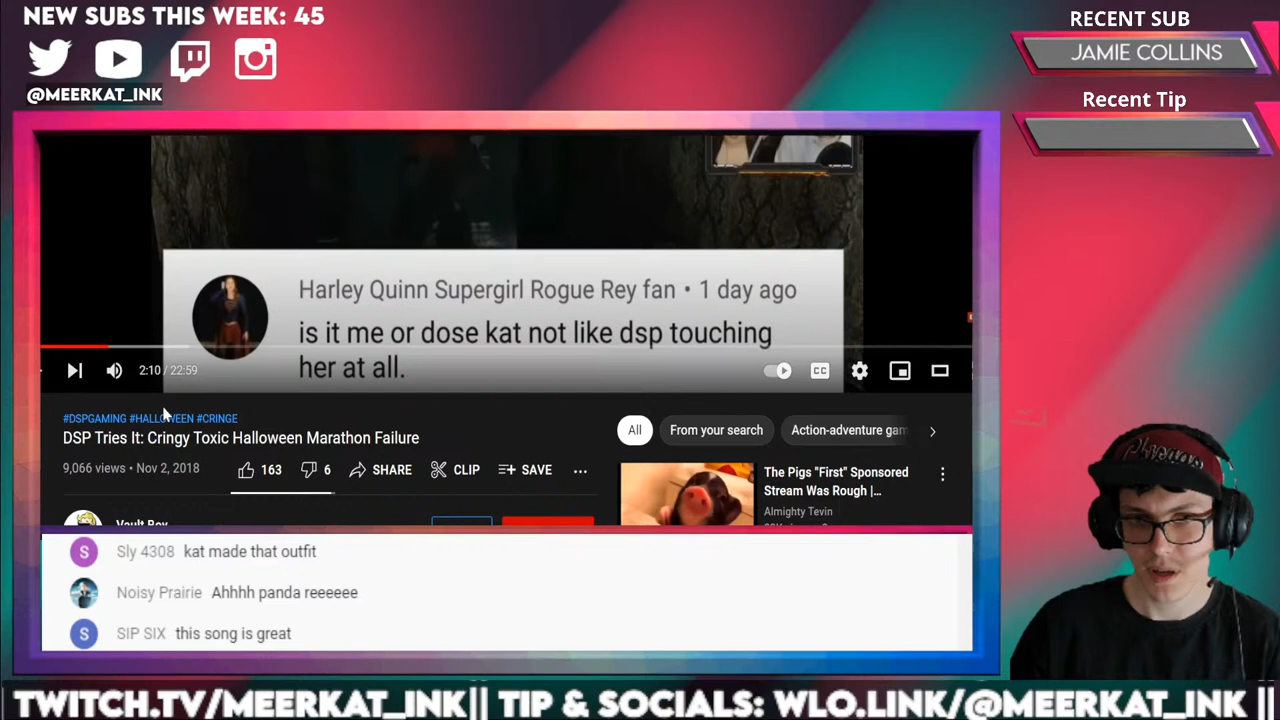 NEW SUBS THIS WEEK: 45
@MEERKAT_INK
RECENT SUB
JAMIE COLLINS
Recent Tip
Harley Quinn Supergirl Rogue Rey fan • 1 day ago
is it me or dose kat not like dsp touching
her at all.
2:10 / 22:59
CC
#DSPGAMING #HALLOWEEN #CRINGE
DSP Tries It: Cringy Toxic Halloween Marathon Failure
9,066 views • Nov 2, 2018
163
6
SHARE
CLIP
SAVE
All
From your search
Action-adventure gam
The Pigs "First" Sponsored
Stream Was Rough |...
Almighty Tevin
Vault Boy
S
Sly 4308 kat made that outfit
Noisy Prairie Ahhhh panda reeeeee
S
SIP SIX this song is great
TWITCH.TV/MEERKAT_INK|| TIP & SOCIALS: WLO.LINK/@MEERKAT_INK ||